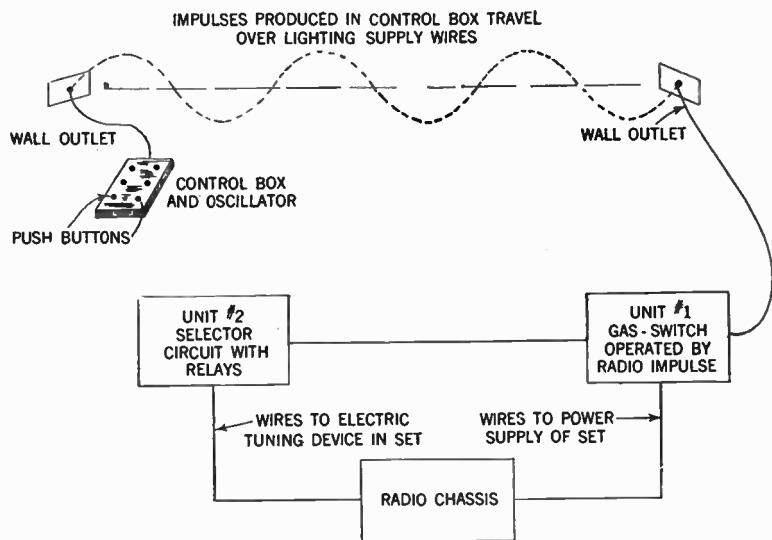 IMPULSES PRODUCED IN CONTROL BOX TRAVEL
OVER LIGHTING SUPPLY WIRES
WALL OUTLET
WALL OUTLET
CONTROL BOX
AND OSCILLATOR
PUSH BUTTONS
UNIT #2
SELECTOR
CIRCUIT WITH
RELAYS
UNIT #1
GAS-SWITCH
OPERATED BY
RADIO IMPULSE
WIRES TO ELECTRIC
TUNING DEVICE IN SET
WIRES TO POWER
SUPPLY OF SET
RADIO CHASSIS